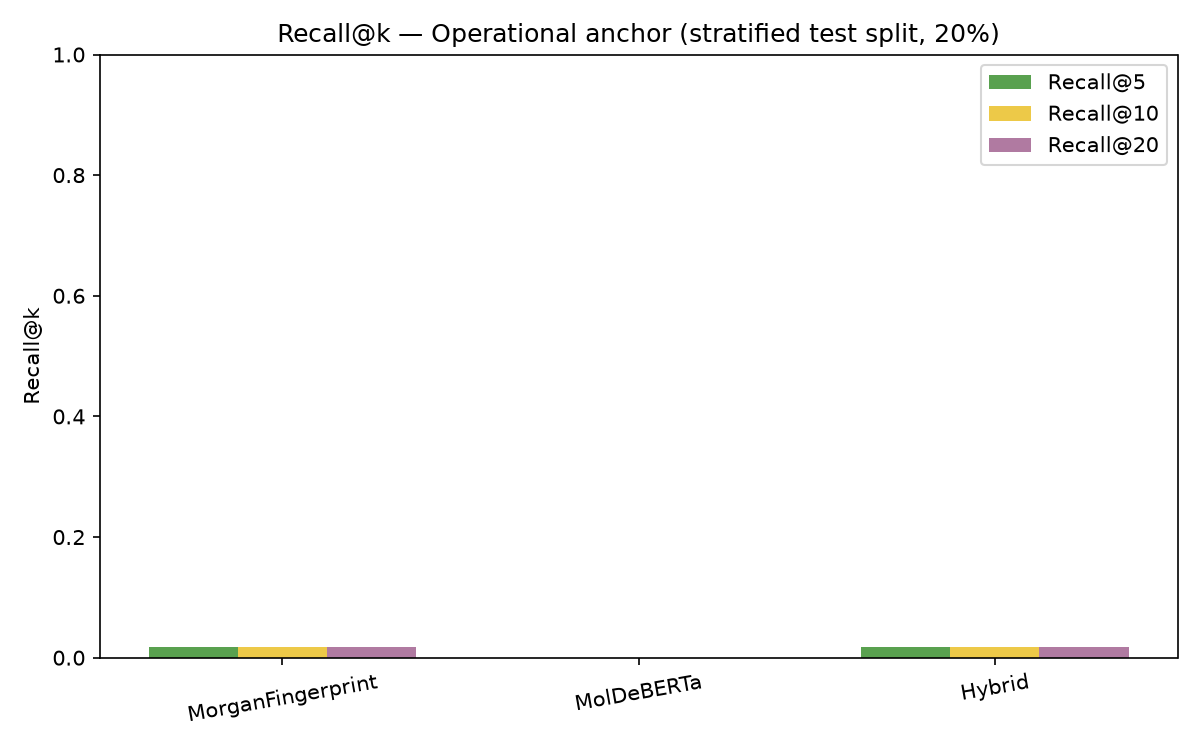 Recall@k — Operational anchor (stratified test split, 20%)
1.0
0.8
0.6
0.4
0.2
0.0
Recall@k
Recall@5
Recall@10
Recall@20
MorganFingerprint
MolDeBERTa
Hybrid